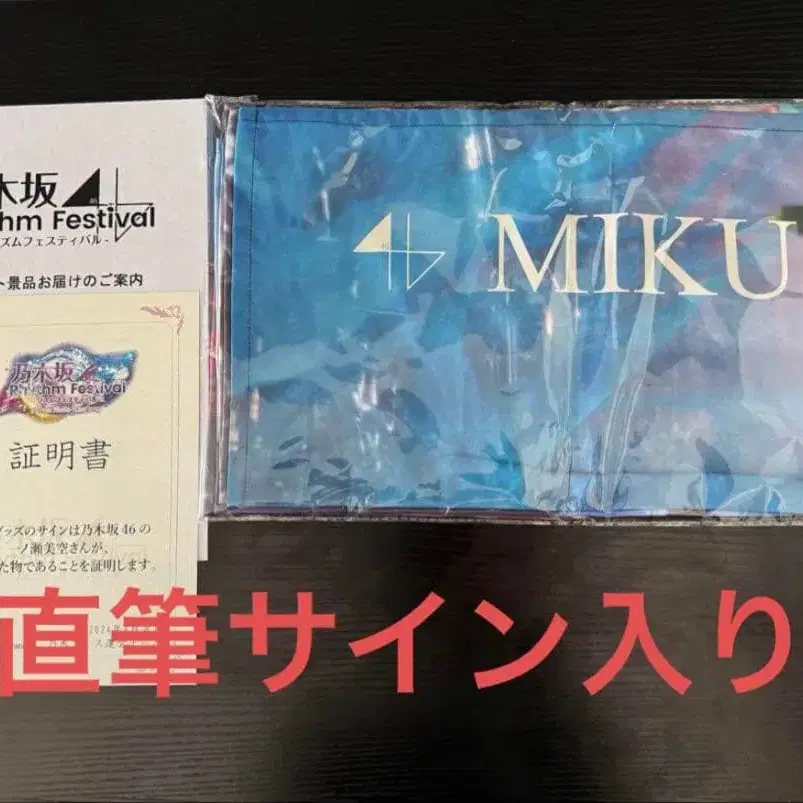 木坂
hm Festival
ズムフェスティバル-
ト景品お届けのご案内
乃木坂
Rhythm Festival
証明書
グッズのサインは乃木坂46の
一ノ瀬美空さんが、
た物であることを証明します。
46 MIKU
直筆サイン入り